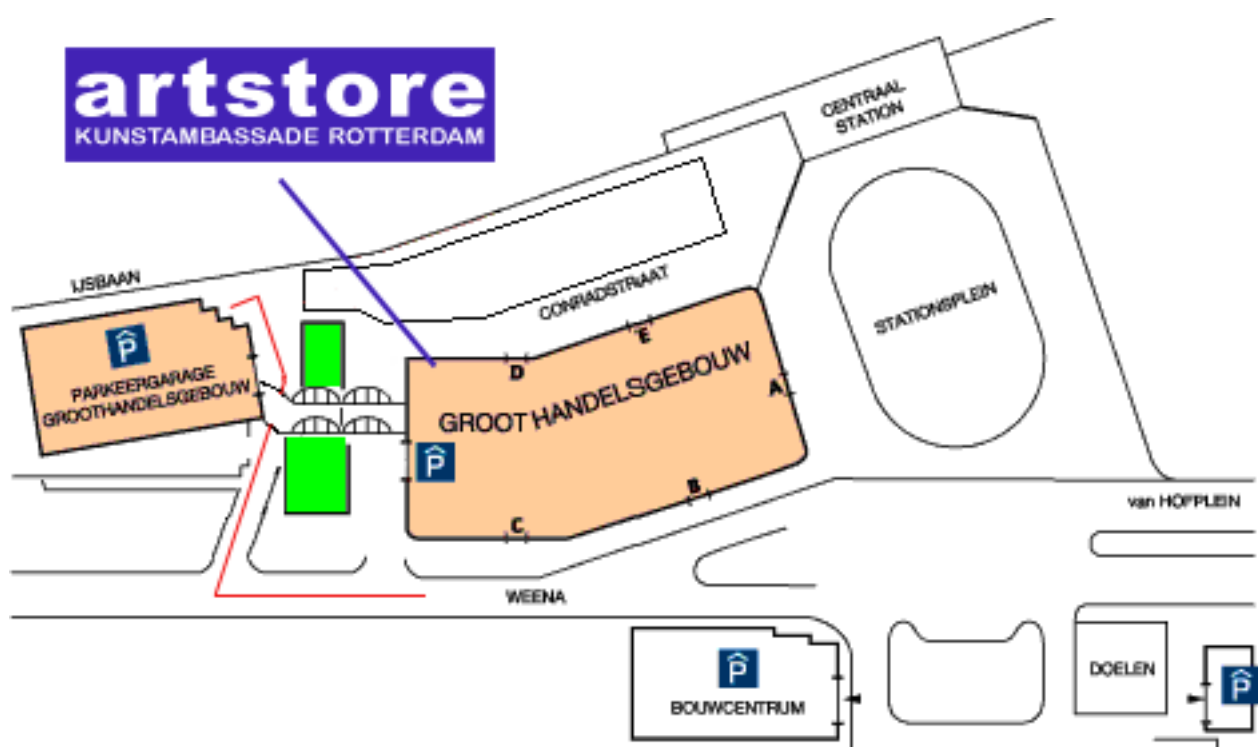 artstore
KUNSTAMBASSADE ROTTERDAM
CENTRAAL
STATION
IJSBAAN
CONRADSTRAAT
STATIONSPLEIN
P
PARKEERGARAGE
GROOTHANDELSGEBOUW
D
E
A
GROOT HANDELSGEBOUW
P
B
C
van HOFPLEIN
WEENA
P
BOUWCENTRUM
DOELEN
P